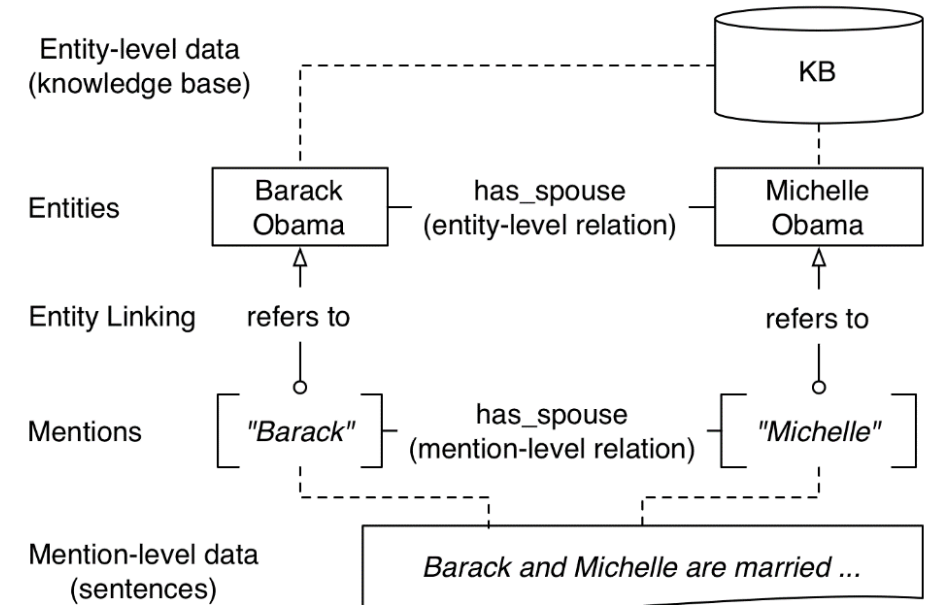 Entity-level data
(knowledge base)
KB
Entities
Barack
Obama
has_spouse
(entity-level relation)
Michelle
Obama
Entity Linking
refers to
refers to
Mentions
"Barack"
has_spouse
(mention-level relation)
"Michelle"
Mention-level data
(sentences)
Barack and Michelle are married ...